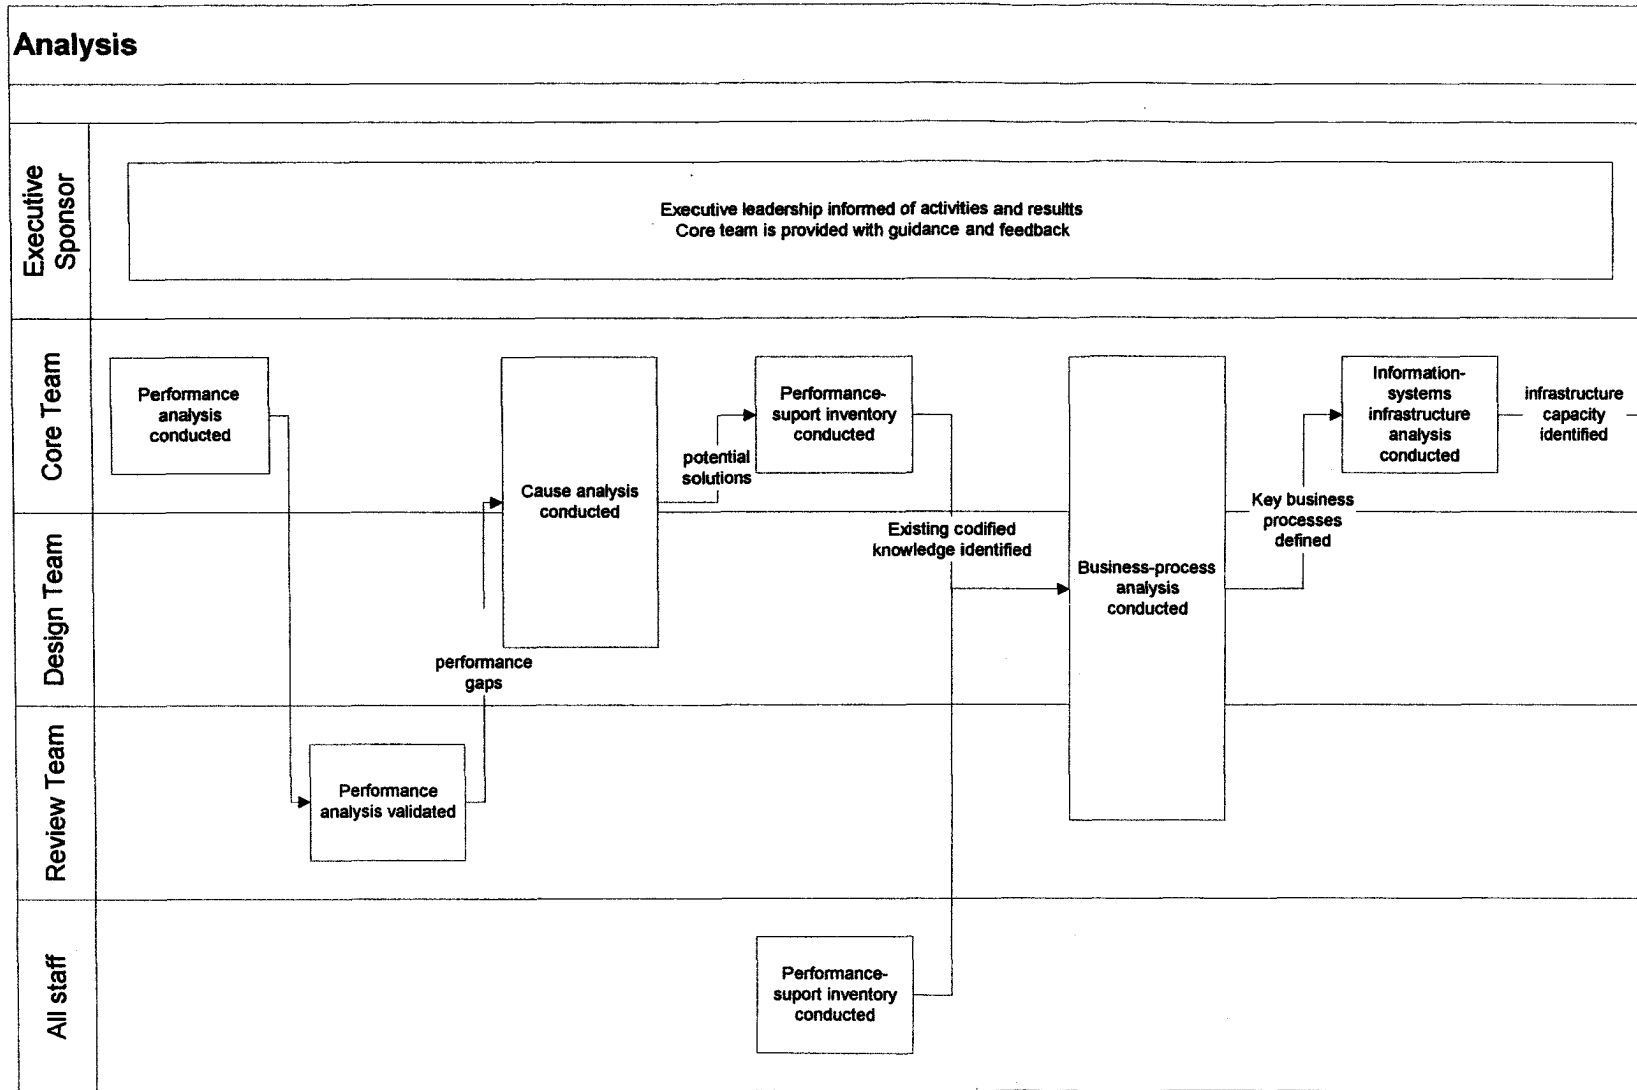 Analysis
Executive
Sponsor
Executive leadership informed of activities and resultts
Core team is provided with guidance and feedback
Core Team
Performance
analysis
conducted
Cause analysis
conducted
potential
solutions
Performance-
suport inventory
conducted
Information-
systems
infrastructure
analysis
conducted
infrastructure
capacity
identified
Key business
processes
defined
Existing codified
knowledge identified
Design Team
Business-process
analysis
conducted
performance
gaps
Review Team
Performance
analysis validated
All staff
Performance-
suport inventory
conducted